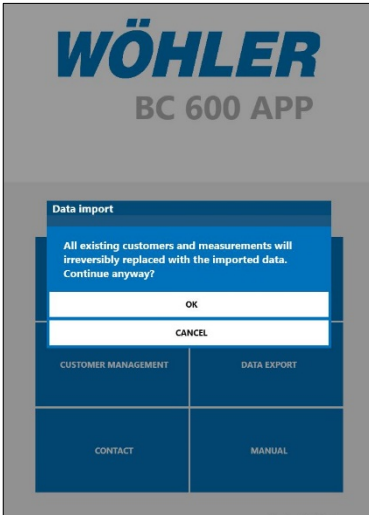 WÖHLER
BC 600 APP
Data import
All existing customers and measurements will
irreversibly replaced with the imported data.
Continue anyway?
OK
CANCEL
CUSTOMER MANAGEMENT
DATA EXPORT
CONTACT
MANUAL